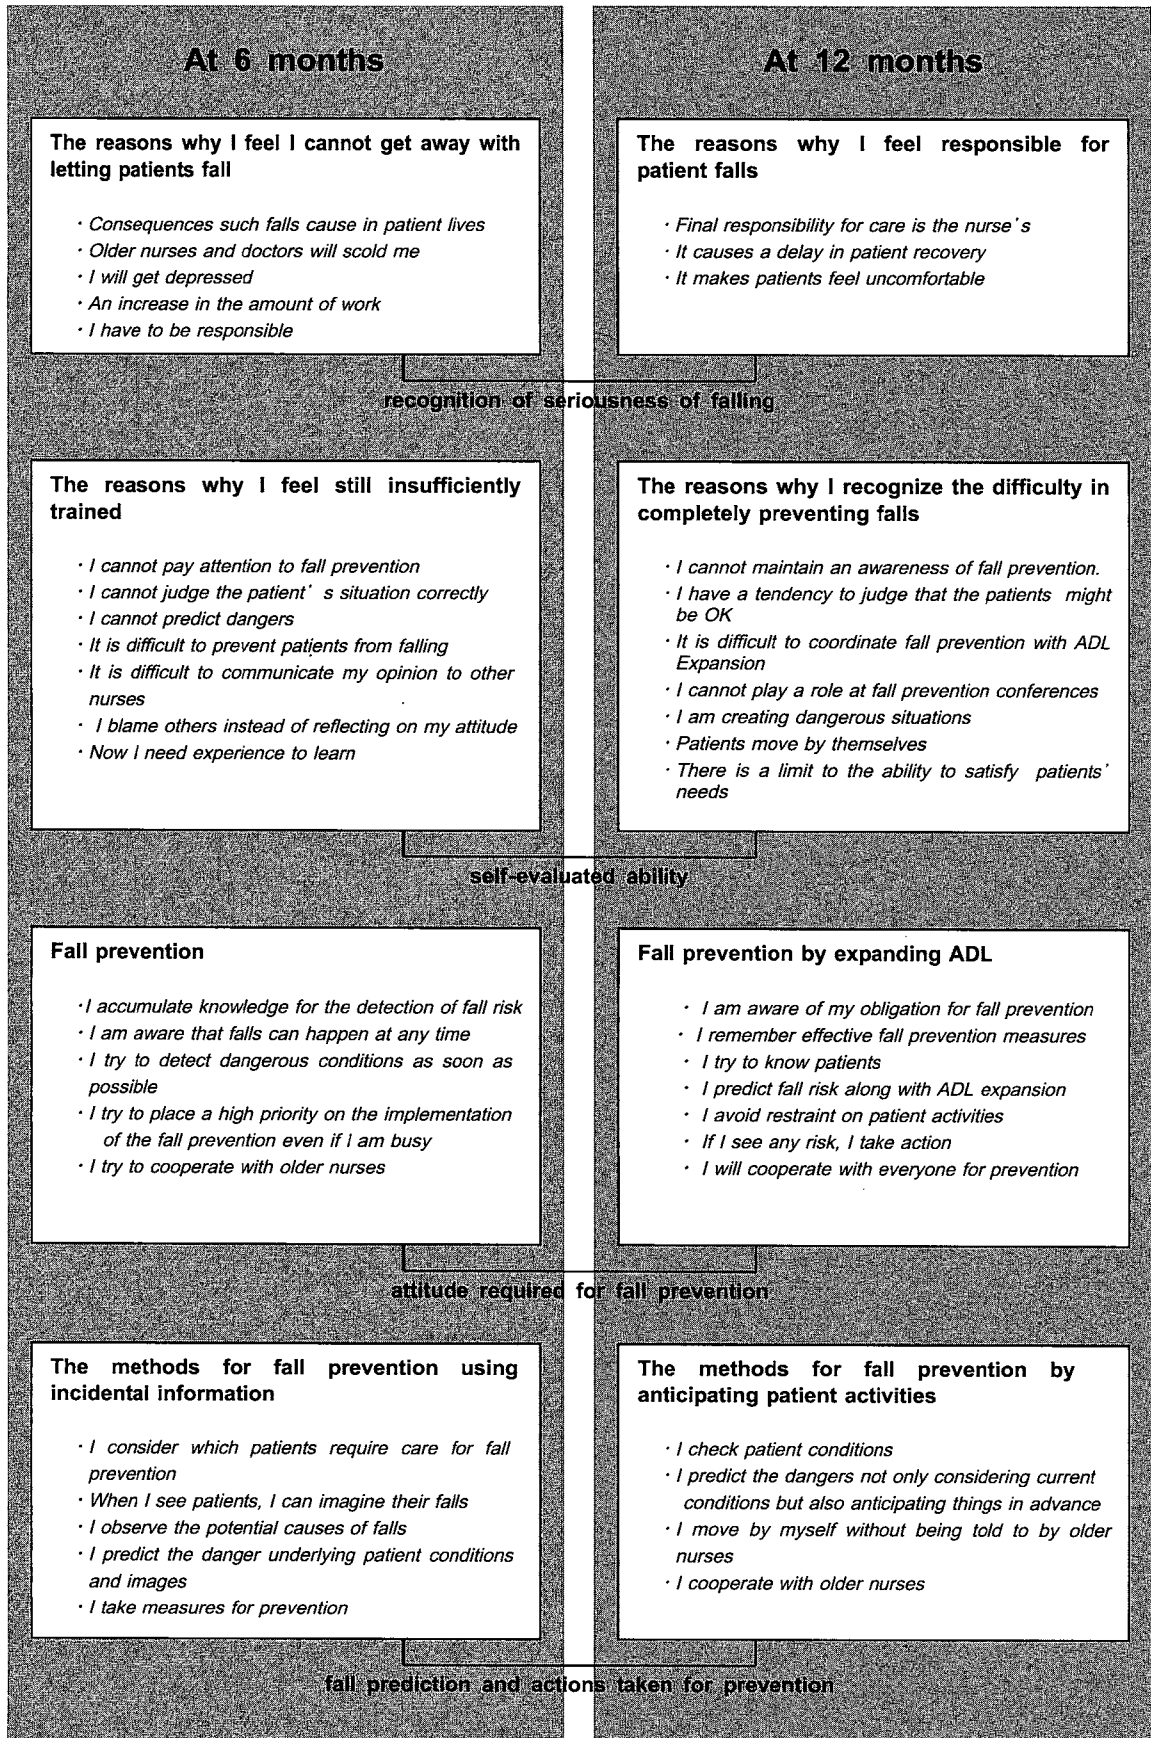 At 6 months
The reasons why I feel I cannot get away with
letting patients fall
· Consequences such falls cause in patient lives
· Older nurses and doctors will scold me
· I will get depressed
· An increase in the amount of work
· I have to be responsible
At 12 months
The reasons why I feel responsible for
patient falls
· Final responsibility for care is the nurse's
· It causes a delay in patient recovery
· It makes patients feel uncomfortable
recognition of seriousness of falling
The reasons why I feel still insufficiently
trained
· I cannot pay attention to fall prevention
· I cannot judge the patient' s situation correctly
· I cannot predict dangers
· It is difficult to prevent patients from falling
· It is difficult to communicate my opinion to other
nurses
· I blame others instead of reflecting on my attitude
· Now I need experience to learn
The reasons why I recognize the difficulty in
completely preventing falls
· I cannot maintain an awareness of fall prevention.
· I have a tendency to judge that the patients might
be OK
· It is difficult to coordinate fall prevention with ADL
Expansion
· I cannot play a role at fall prevention conferences
· I am creating dangerous situations
· Patients move by themselves
· There is a limit to the ability to satisfy patients'
needs
self-evaluated ability
Fall prevention
· I accumulate knowledge for the detection of fall risk
· I am aware that falls can happen at any time
· I try to detect dangerous conditions as soon as
possible
· I try to place a high priority on the implementation
of the fall prevention even if I am busy
· I try to cooperate with older nurses
Fall prevention by expanding ADL
· I am aware of my obligation for fall prevention
· I remember effective fall prevention measures
· I try to know patients
· I predict fall risk along with ADL expansion
· I avoid restraint on patient activities
· If I see any risk, I take action
· I will cooperate with everyone for prevention
attitude required for fall prevention
The methods for fall prevention using
incidental information
· I consider which patients require care for fall
prevention
· When I see patients, I can imagine their falls
· I observe the potential causes of falls
· I predict the danger underlying patient conditions
and images
· I take measures for prevention
The methods for fall prevention by
anticipating patient activities
· I check patient conditions
· I predict the dangers not only considering current
conditions but also anticipating things in advance
· I move by myself without being told to by older
nurses
· I cooperate with older nurses
fall prediction and actions taken for prevention